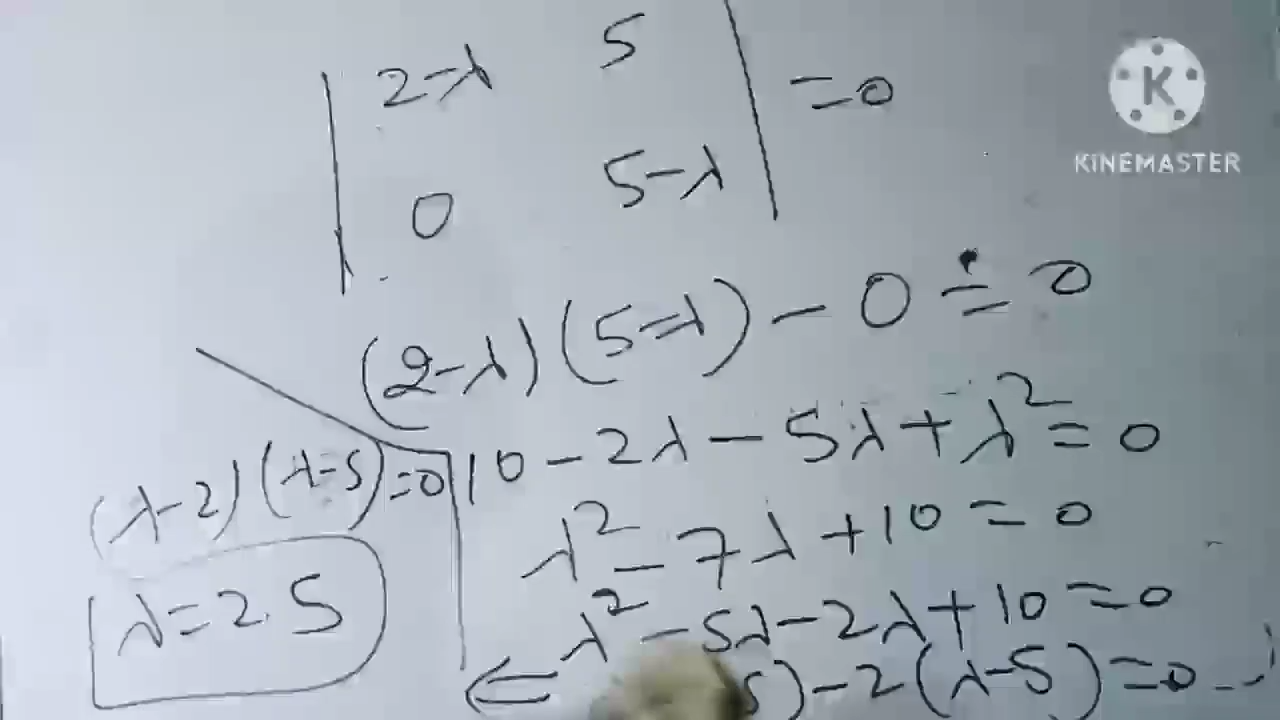 | 2-λ 5 | =0
| 0 5-λ |
(2-λ)(5-λ) - 0 = 0
10 - 2λ - 5λ + λ² = 0
λ² - 7λ + 10 = 0
λ² - 5λ - 2λ + 10 = 0
5) - 2(λ-5) = 0
(λ-2)(λ-5) = 0
λ = 2. 5
K
KINEMASTER